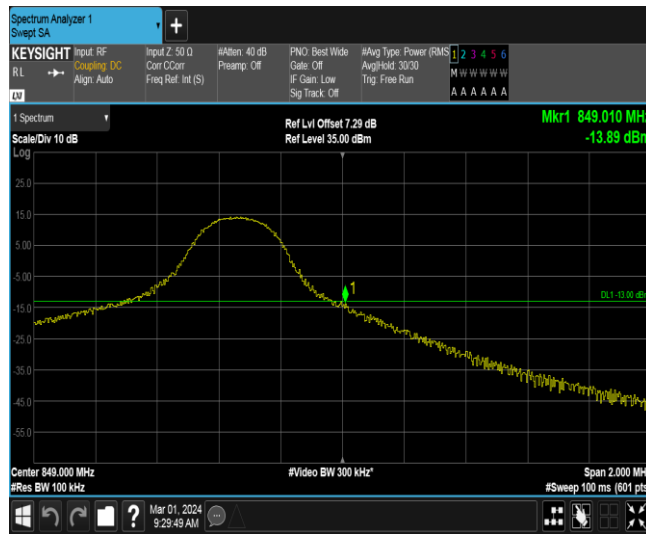 Spectrum Analyzer 1
Swept SA
+
KEYSIGHT
RL
LXI
Input: RF
Coupling: DC
Align: Auto
Input Z: 50 Ω
Corr CCorr
Freq Ref: Int (S)
#Atten: 40 dB
Preamp: Off
PNO: Best Wide
Gate: Off
IF Gain: Low
Sig Track: Off
#Avg Type: Power (RMS
Avg|Hold: 30/30
Trig: Free Run
1 2 3 4 5 6
M W W W W W
A A A A A A
1 Spectrum
Scale/Div 10 dB
Log
Ref Lvl Offset 7.29 dB
Ref Level 35.00 dBm
Mkr1 849.010 MHz
-13.89 dBm
25.0
15.0
5.00
-5.00
-15.0
-25.0
-35.0
-45.0
-55.0
1
DL1 -13.00 dBm
Center 849.000 MHz
#Res BW 100 kHz
#Video BW 300 kHz*
Span 2.000 MHz
#Sweep 100 ms (601 pts)
?
Mar 01, 2024
9:29:49 AM